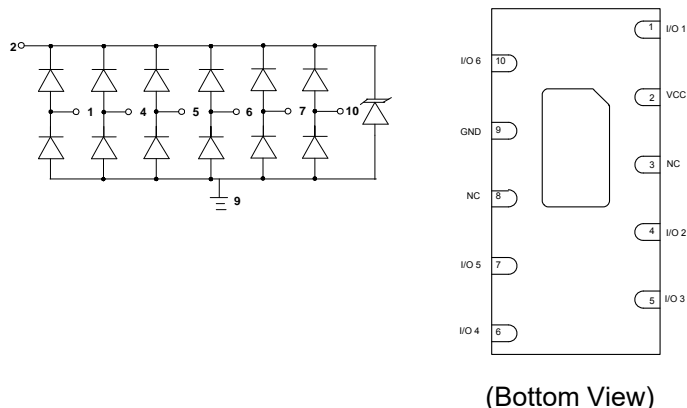 2
1 4 5 6 7 10
9
1 I/O 1
I/O 6 10
2 VCC
GND 9
3 NC
NC 8
4 I/O 2
I/O 5 7
5 I/O 3
I/O 4 6
(Bottom View)